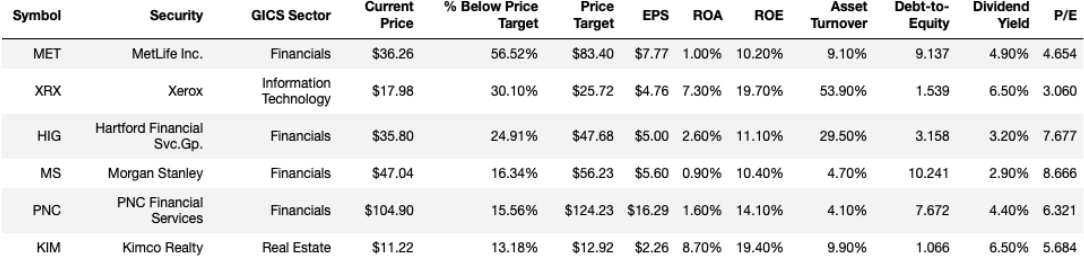 Symbol Security GICS Sector Current Price % Below Price Target Price Target EPS ROA ROE Asset Turnover Debt-to-Equity Dividend Yield P/E
MET MetLife Inc. Financials $36.26 56.52% $83.40 $7.77 1.00% 10.20% 9.10% 9.137 4.90% 4.654
XRX Xerox Information Technology $17.98 30.10% $25.72 $4.76 7.30% 19.70% 53.90% 1.539 6.50% 3.060
HIG Hartford Financial Svc.Gp. Financials $35.80 24.91% $47.68 $5.00 2.60% 11.10% 29.50% 3.158 3.20% 7.677
MS Morgan Stanley Financials $47.04 16.34% $56.23 $5.60 0.90% 10.40% 4.70% 10.241 2.90% 8.666
PNC PNC Financial Services Financials $104.90 15.56% $124.23 $16.29 1.60% 14.10% 4.10% 7.672 4.40% 6.321
KIM Kimco Realty Real Estate $11.22 13.18% $12.92 $2.26 8.70% 19.40% 9.90% 1.066 6.50% 5.684